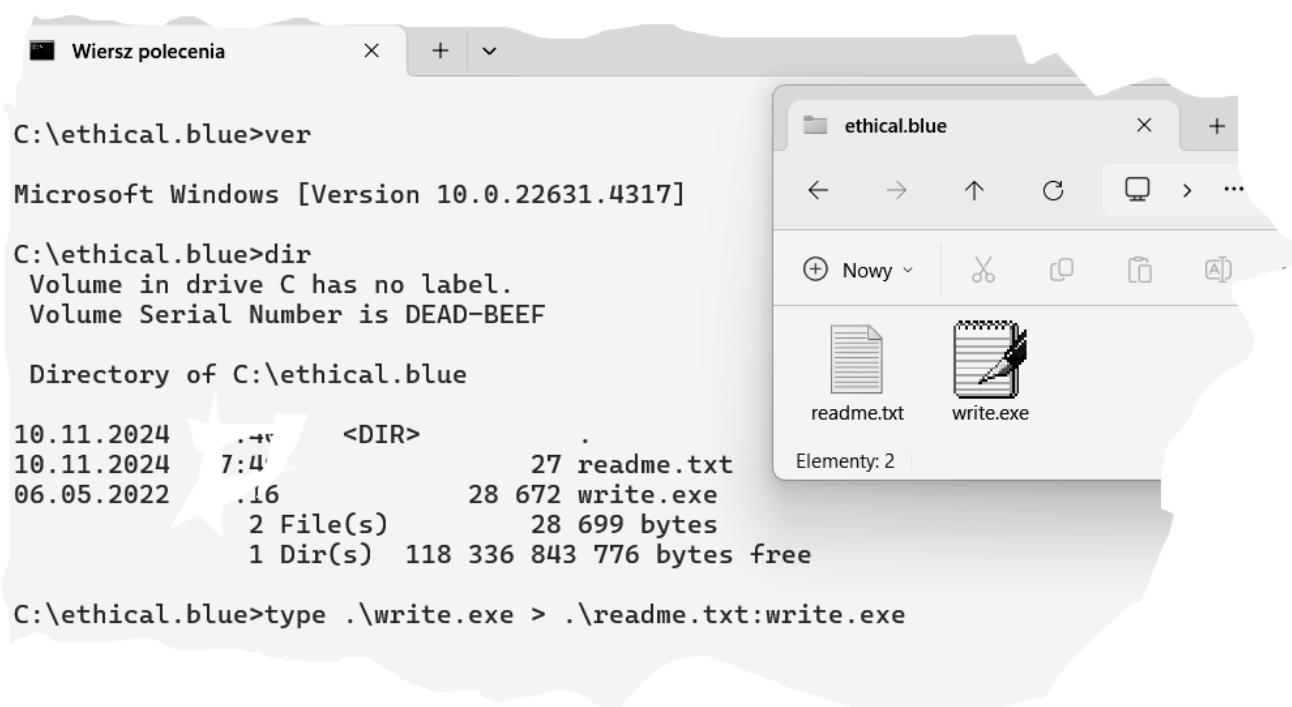 Wiersz polecenia
C:\ethical.blue>ver
Microsoft Windows [Version 10.0.22631.4317]
C:\ethical.blue>dir
Volume in drive C has no label.
Volume Serial Number is DEAD-BEEF
Directory of C:\ethical.blue
10.11.2024 <DIR> .
10.11.2024 27 readme.txt
06.05.2022 28 672 write.exe
2 File(s) 28 699 bytes
1 Dir(s) 118 336 843 776 bytes free
C:\ethical.blue>type .\write.exe > .\readme.txt:write.exe
ethical.blue
Nowy
readme.txt
write.exe
Elementy: 2